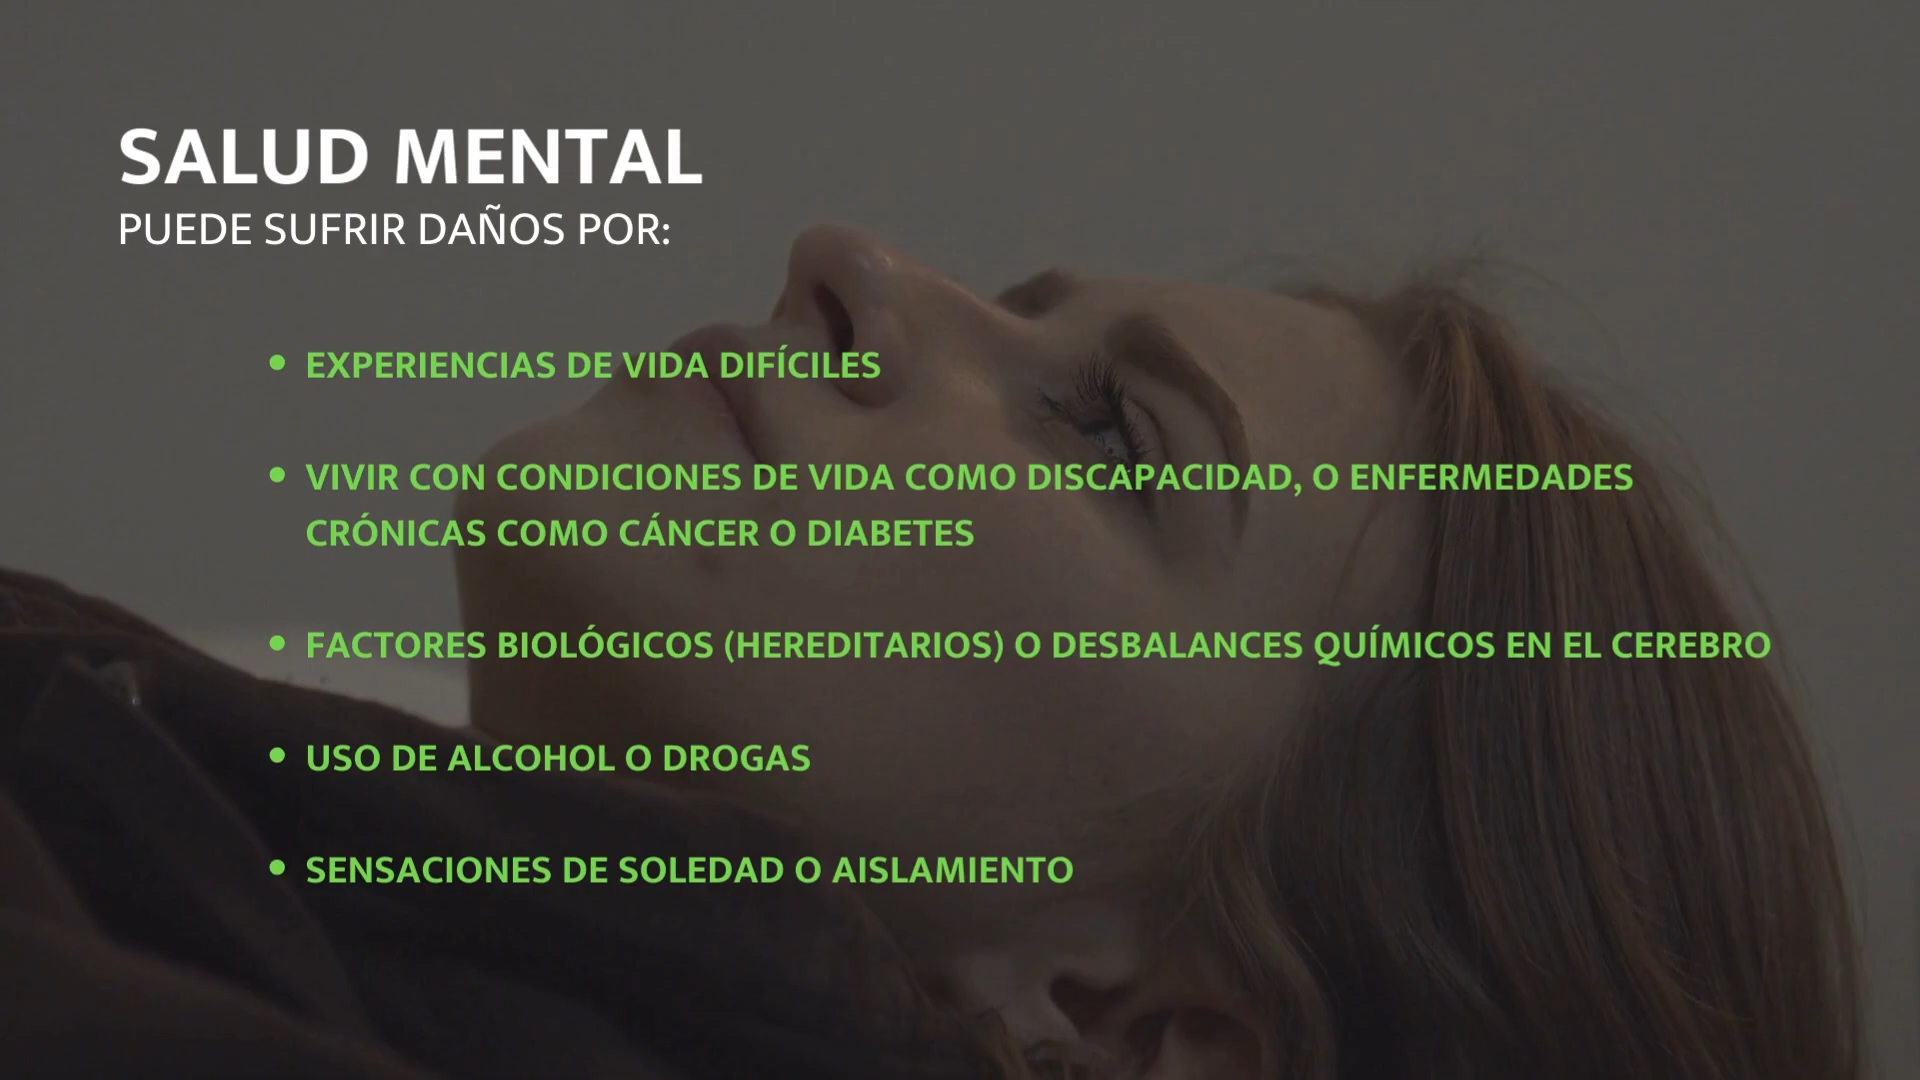 SALUD MENTAL
PUEDE SUFRIR DAÑOS POR:
• EXPERIENCIAS DE VIDA DIFÍCILES
• VIVIR CON CONDICIONES DE VIDA COMO DISCAPACIDAD, O ENFERMEDADES
CRÓNICAS COMO CÁNCER O DIABETES
• FACTORES BIOLÓGICOS (HEREDITARIOS) O DESBALANCES QUÍMICOS EN EL CEREBRO
• USO DE ALCOHOL O DROGAS
• SENSACIONES DE SOLEDAD O AISLAMIENTO